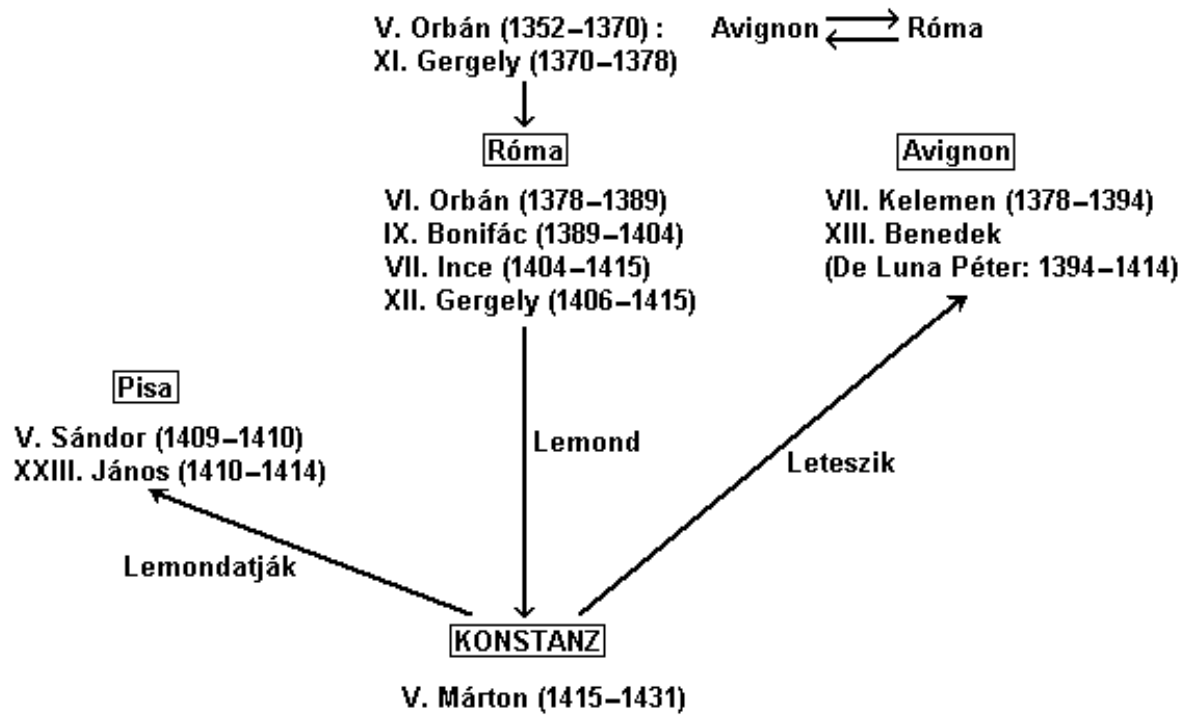 V. Orbán (1352–1370) : Avignon Róma
XI. Gergely (1370–1378)
Róma
VI. Orbán (1378–1389)
IX. Bonifác (1389–1404)
VII. Ince (1404–1415)
XII. Gergely (1406–1415)
Avignon
VII. Kelemen (1378–1394)
XIII. Benedek
(De Luna Péter: 1394–1414)
Pisa
V. Sándor (1409–1410)
XXIII. János (1410–1414)
Lemond
Leteszik
Lemondatják
KONSTANZ
V. Márton (1415–1431)